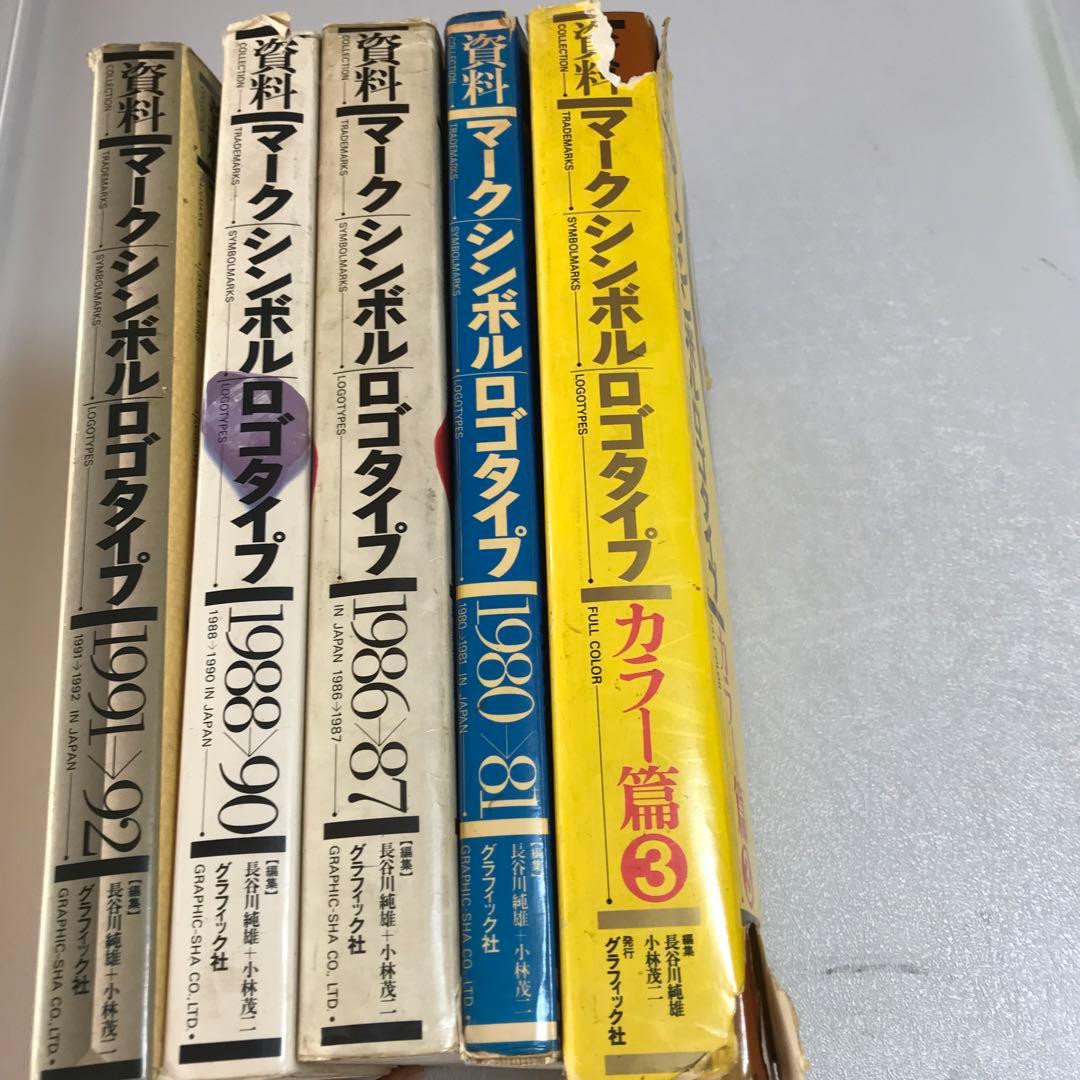 資料
COLLECTION
マーク
TRADEMARKS
シンボル
SYMBOLMARKS
ロゴタイプ
LOGOTYPES
1991→92
1991→1992 IN JAPAN
【編集】
長谷川純雄+小林茂二
グラフィック社
GRAPHIC-SHA CO., LTD.
資料
COLLECTION
マーク
TRADEMARKS
シンボル
SYMBOLMARKS
ロゴタイプ
LOGOTYPES
1988→90
1988→1990 IN JAPAN
【編集】
長谷川純雄+小林茂二
グラフィック社
GRAPHIC-SHA CO., LTD.
資料
COLLECTION
マーク
TRADEMARKS
シンボル
SYMBOLMARKS
ロゴタイプ
LOGOTYPES
1986→87
IN JAPAN 1986→1987
【編集】
長谷川純雄+小林茂二
グラフィック社
GRAPHIC-SHA CO., LTD.
資料
COLLECTION
マーク
TRADEMARKS
シンボル
SYMBOLMARKS
ロゴタイプ
LOGOTYPES
1980→81
1980→1981 IN JAPAN
【編集】
長谷川純雄+小林茂二
グラフィック社
GRAPHIC-SHA CO., LTD.
資料
COLLECTION
マーク
TRADEMARKS
シンボル
SYMBOLMARKS
ロゴタイプ
LOGOTYPES
カラー篇3
FULL COLOR
編集
長谷川純雄
小林茂二
発行
グラフィック社